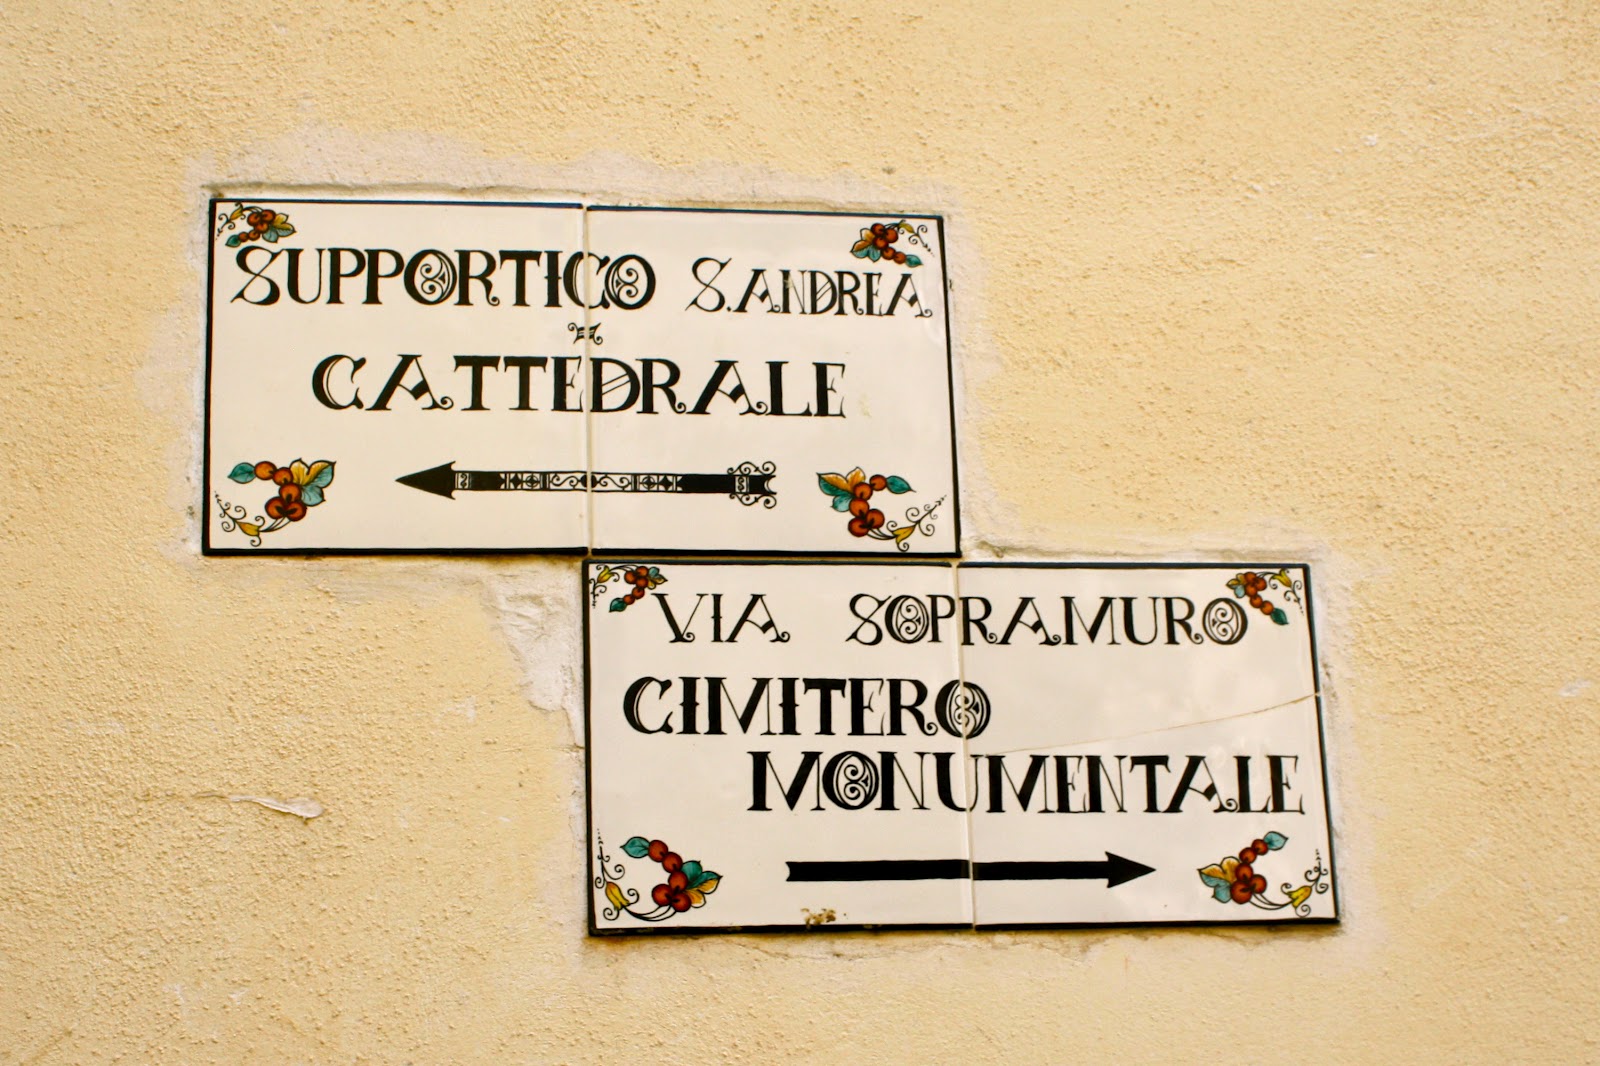 SUPPORTICO S. ANDREA
CATTEDRALE
VIA SOPRAMURO
CIMITERO
MONUMENTALE